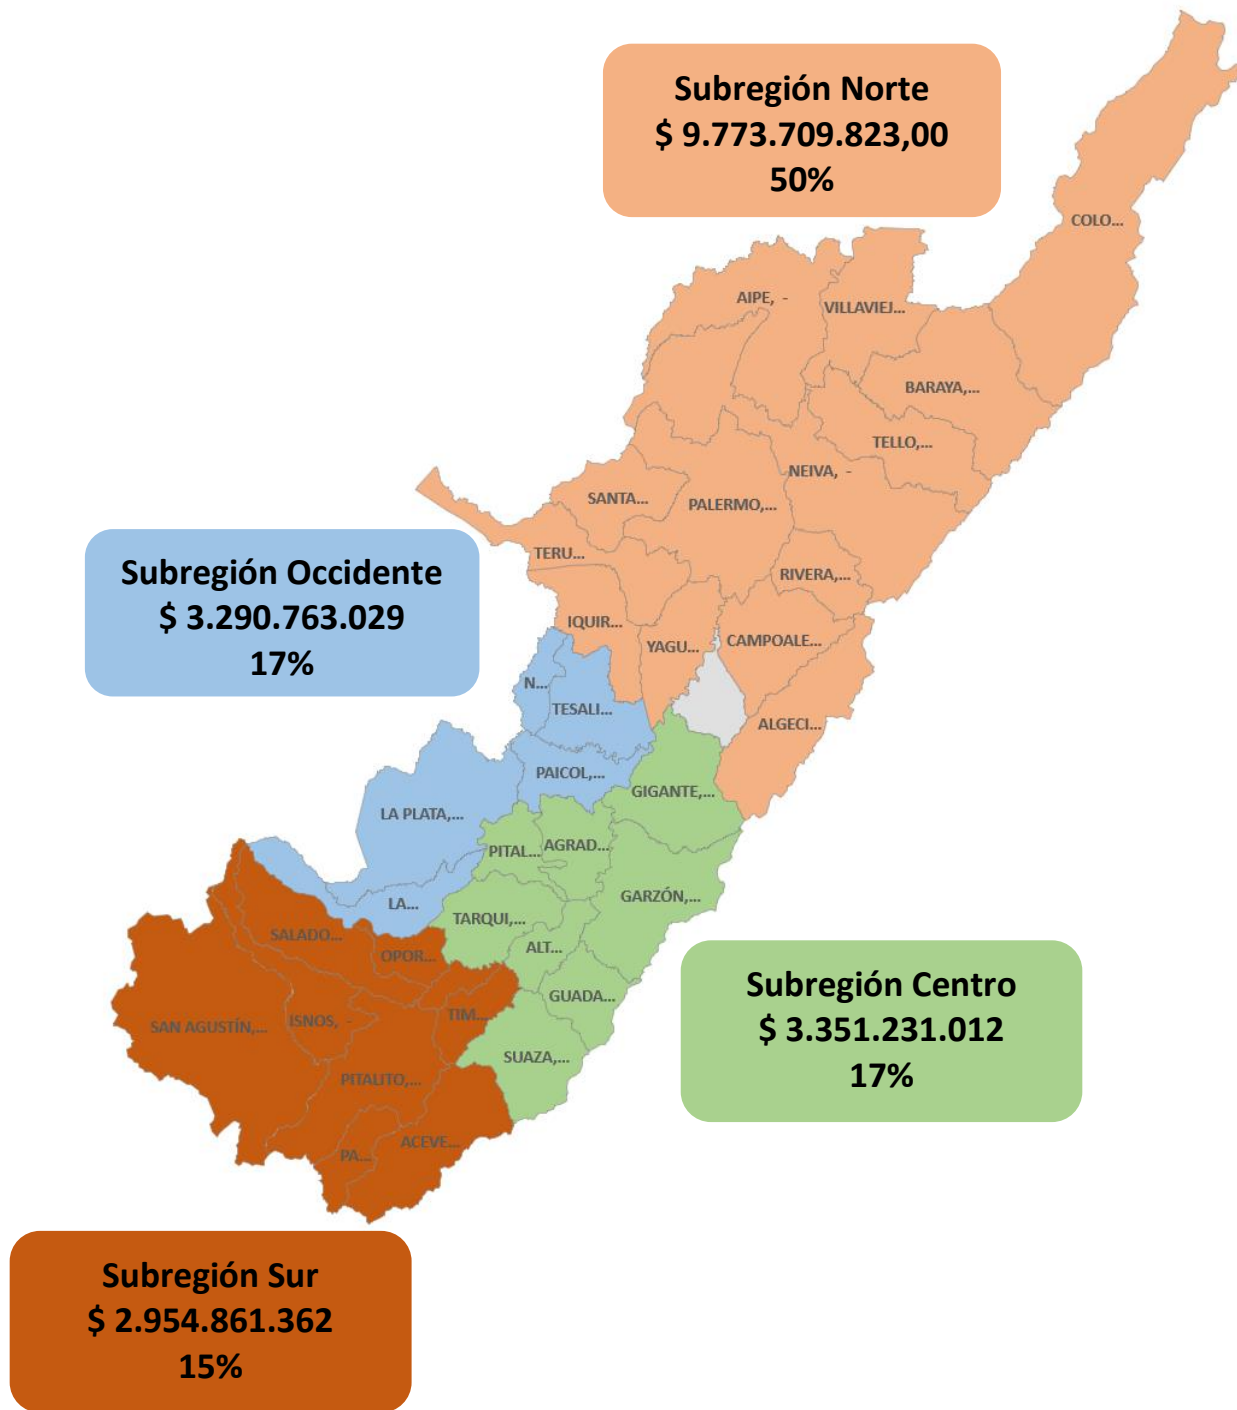 Subregión Norte
$ 9.773.709.823,00
50%
COLO...
AIPE, -
VILLAVIEJ...
BARAYA,...
TELLO,...
NEIVA, -
SANTA...
PALERMO,...
TERU...
RIVERA,...
Subregión Occidente
$ 3.290.763.029
17%
IQUIR...
YAGU...
CAMPOALE...
N...
TESALI...
ALGECI...
PAICOL,...
GIGANTE,...
LA PLATA,...
PITAL...
AGRAD...
GARZÓN,...
LA...
TARQUI,...
SALADO...
OPOR...
ALT...
Subregión Centro
$ 3.351.231.012
17%
GUADA...
SAN AGUSTÍN,...
ISNOS, -
TIM...
SUAZA,...
PITALITO,...
ACEVE...
PA...
Subregión Sur
$ 2.954.861.362
15%